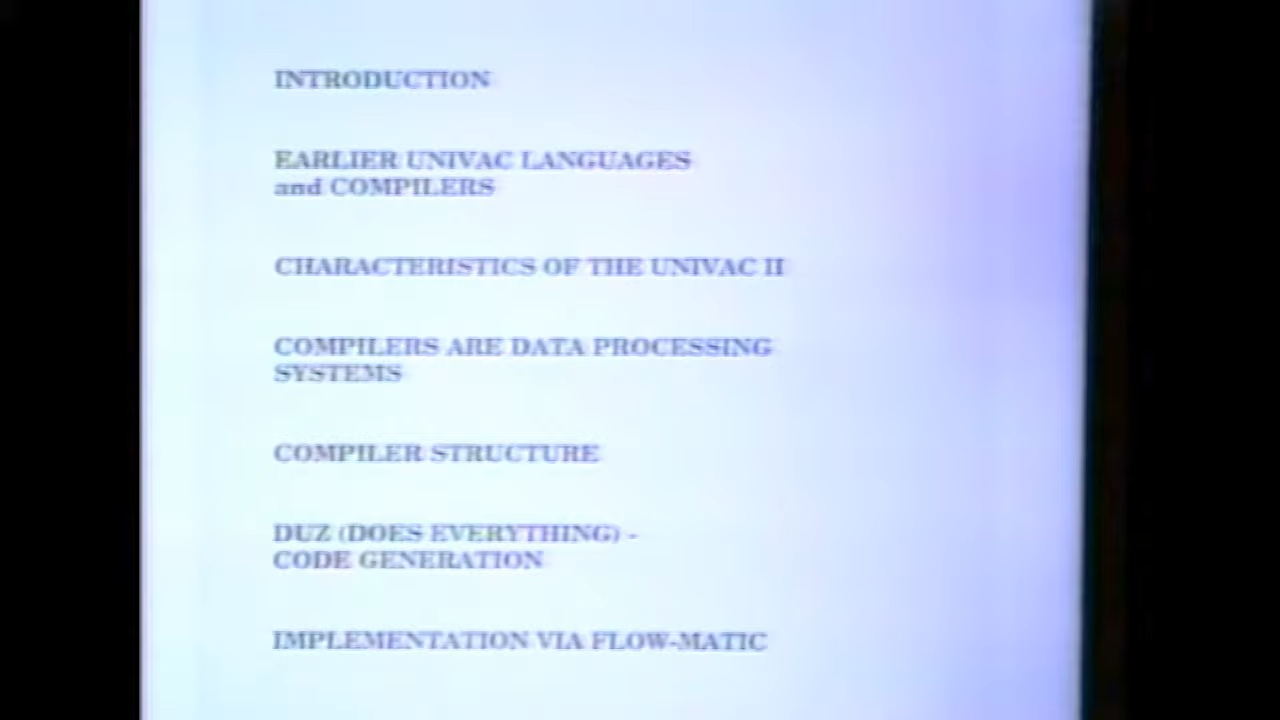 INTRODUCTION
EARLIER UNIVAC LANGUAGES
and COMPILERS
CHARACTERISTICS OF THE UNIVAC II
COMPILERS ARE DATA PROCESSING
SYSTEMS
COMPILER STRUCTURE
DUZ (DOES EVERYTHING) -
CODE GENERATION
IMPLEMENTATION VIA FLOW-MATIC